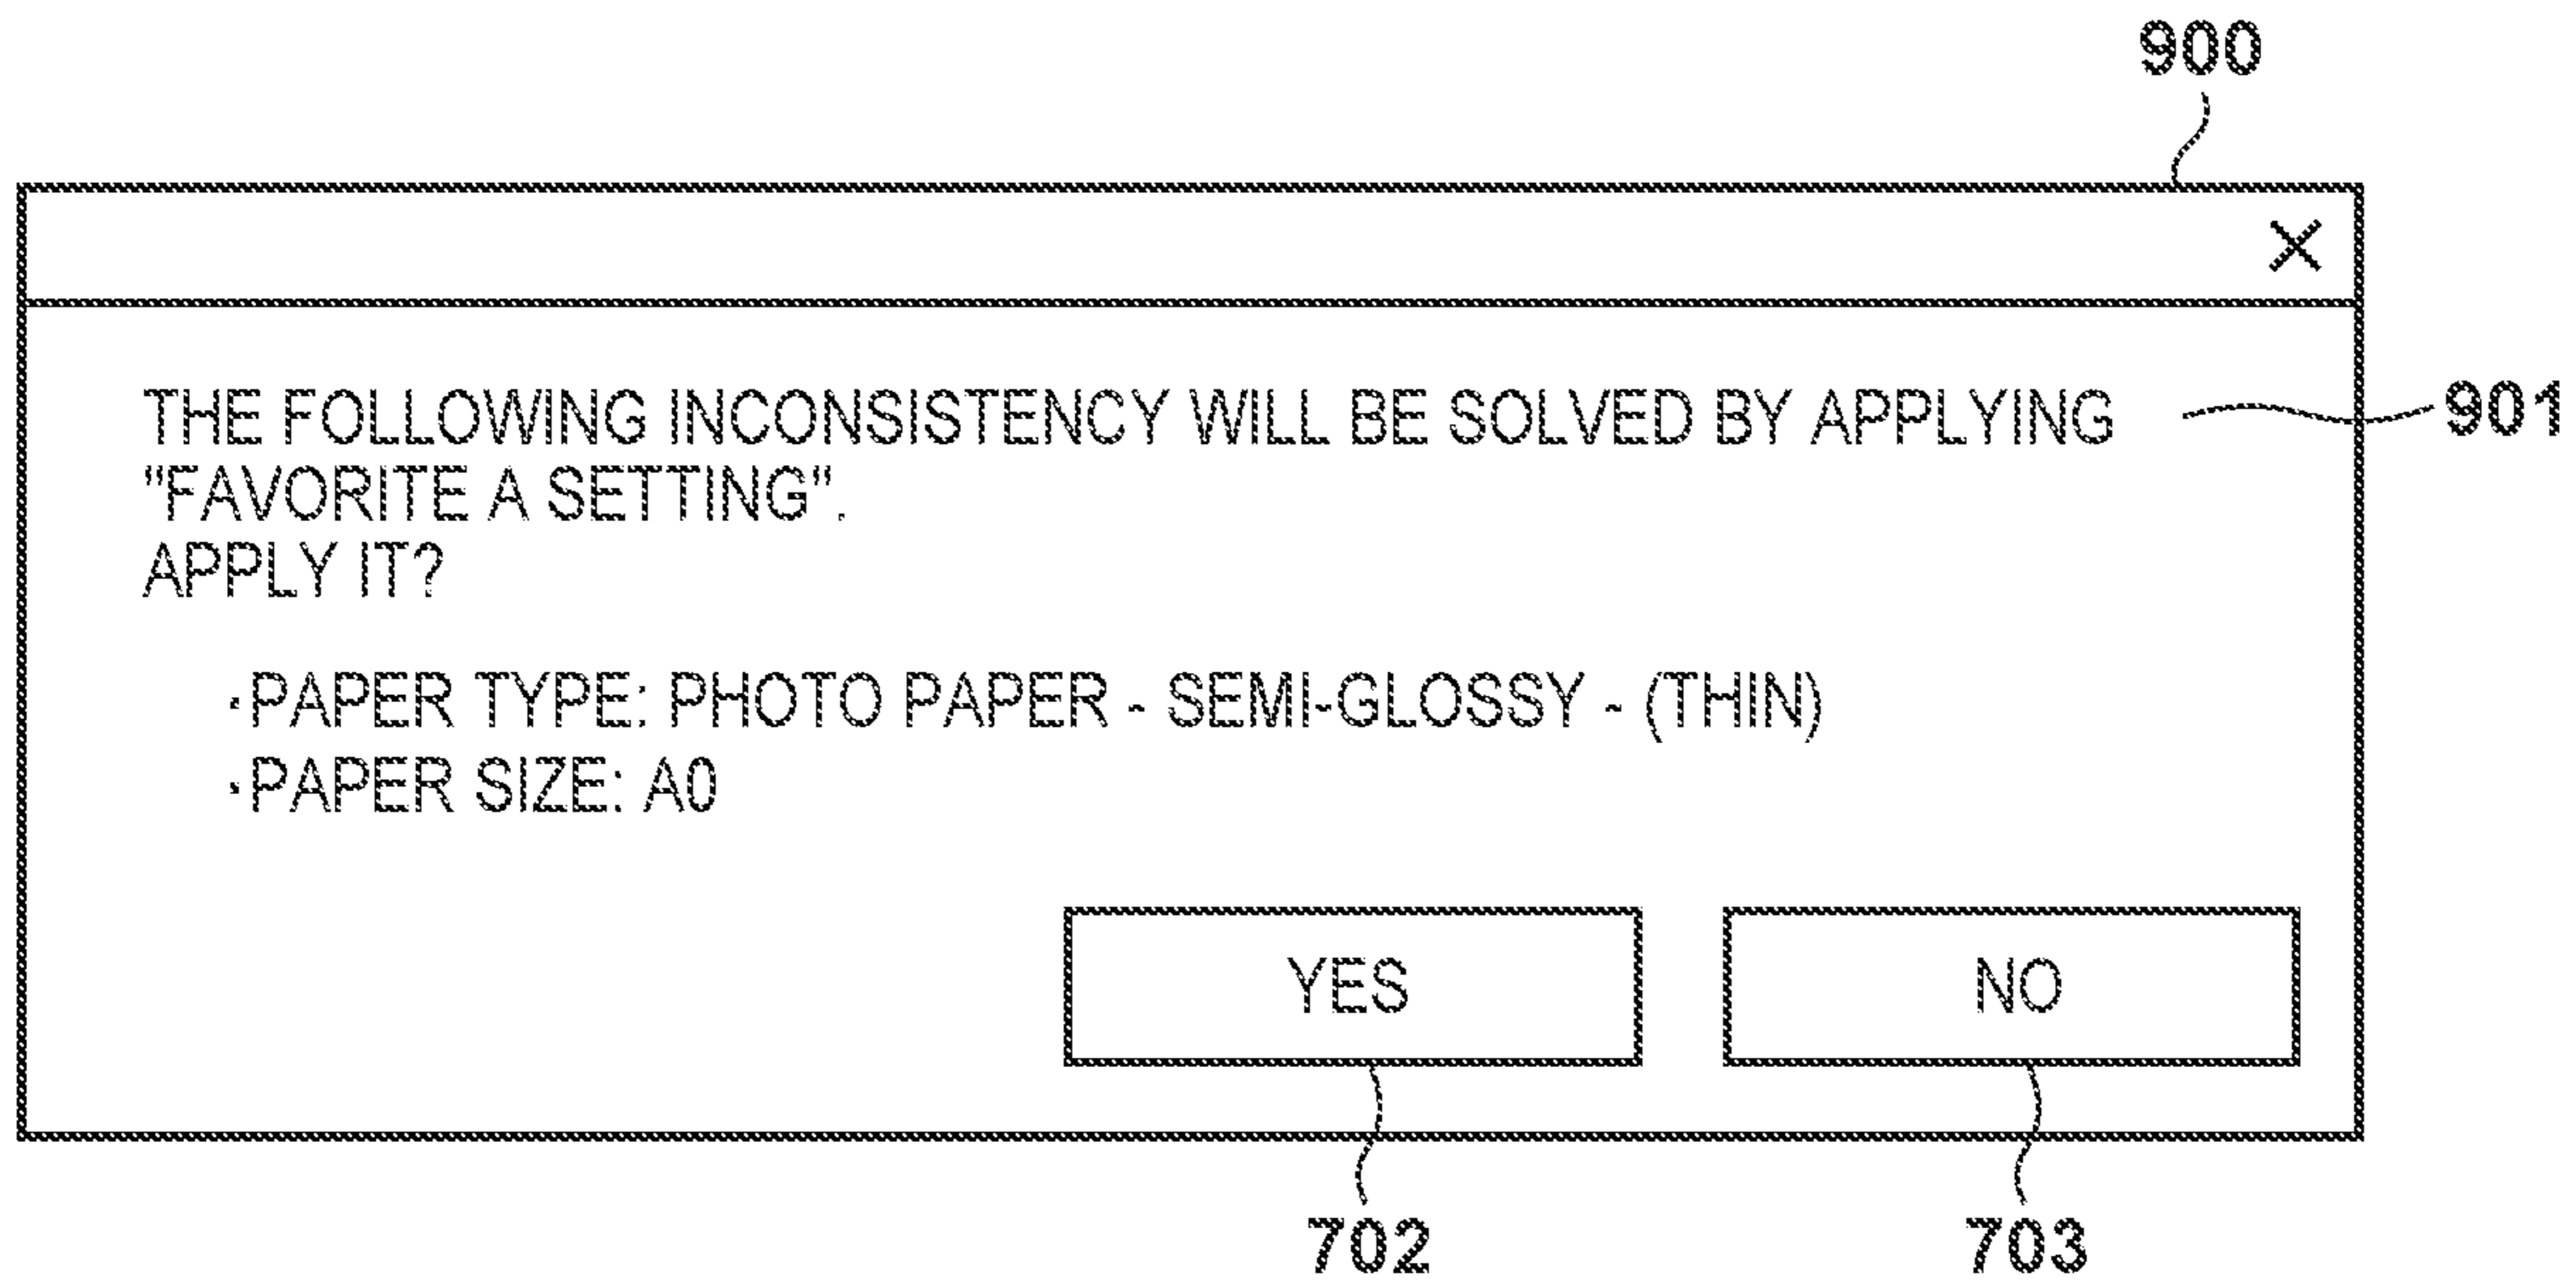 900
×
THE FOLLOWING INCONSISTENCY WILL BE SOLVED BY APPLYING
901
"FAVORITE A SETTING".
APPLY IT?
·PAPER TYPE: PHOTO PAPER - SEMI-GLOSSY - (THIN)
·PAPER SIZE: A0
YES
NO
702
703